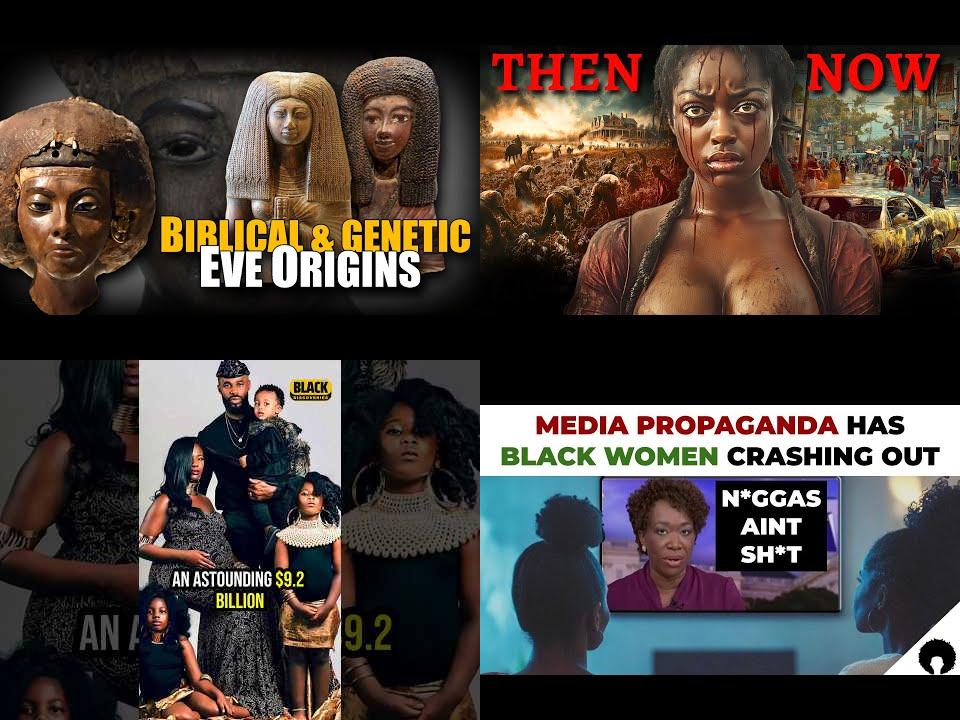 BIBLICAL & GENETIC
EVE ORIGINS
THEN NOW
BLACK
DISCOVERIES
AN ASTOUNDING $9.2
BILLION
AN A 9.2
MEDIA PROPAGANDA HAS
BLACK WOMEN CRASHING OUT
N*GGAS
AINT
SH*T